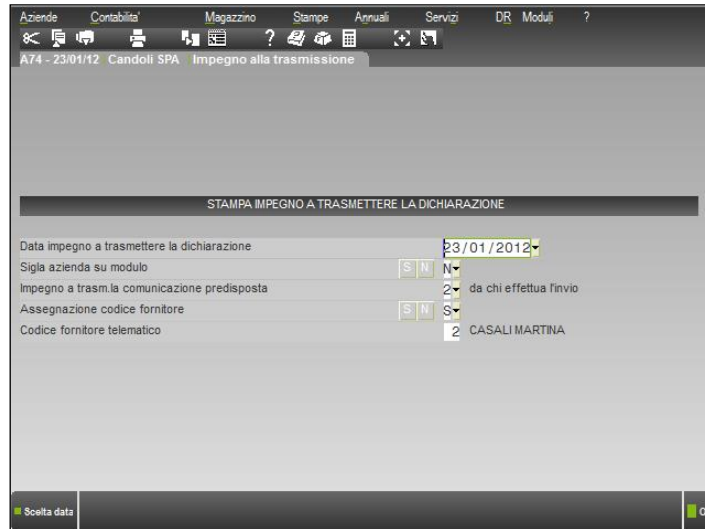 Aziende Contabilita' Magazzino Stampe Annuali Servizi DR Moduli ?
?
A74 - 23/01/12 Candoli SPA Impegno alla trasmissione
STAMPA IMPEGNO A TRASMETTERE LA DICHIARAZIONE
Data impegno a trasmettere la dichiarazione 23/01/2012
Sigla azienda su modulo S N N
Impegno a trasm.la comunicazione predisposta 2 da chi effettua l'invio
Assegnazione codice fornitore S N S
Codice fornitore telematico 2 CASALI MARTINA
Scelta data